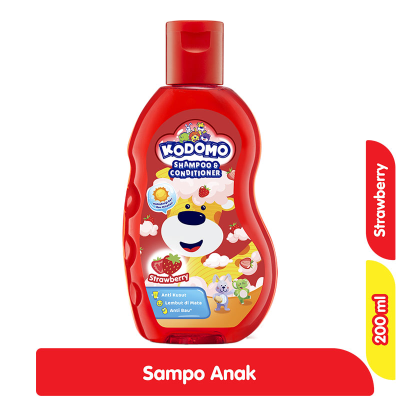 KODOMO
SHAMPOO &
CONDITIONER
Strawberry
Anti Kusut
Lembut di Mata
Anti Bau*
Strawberry
200 ml
Sampo Anak